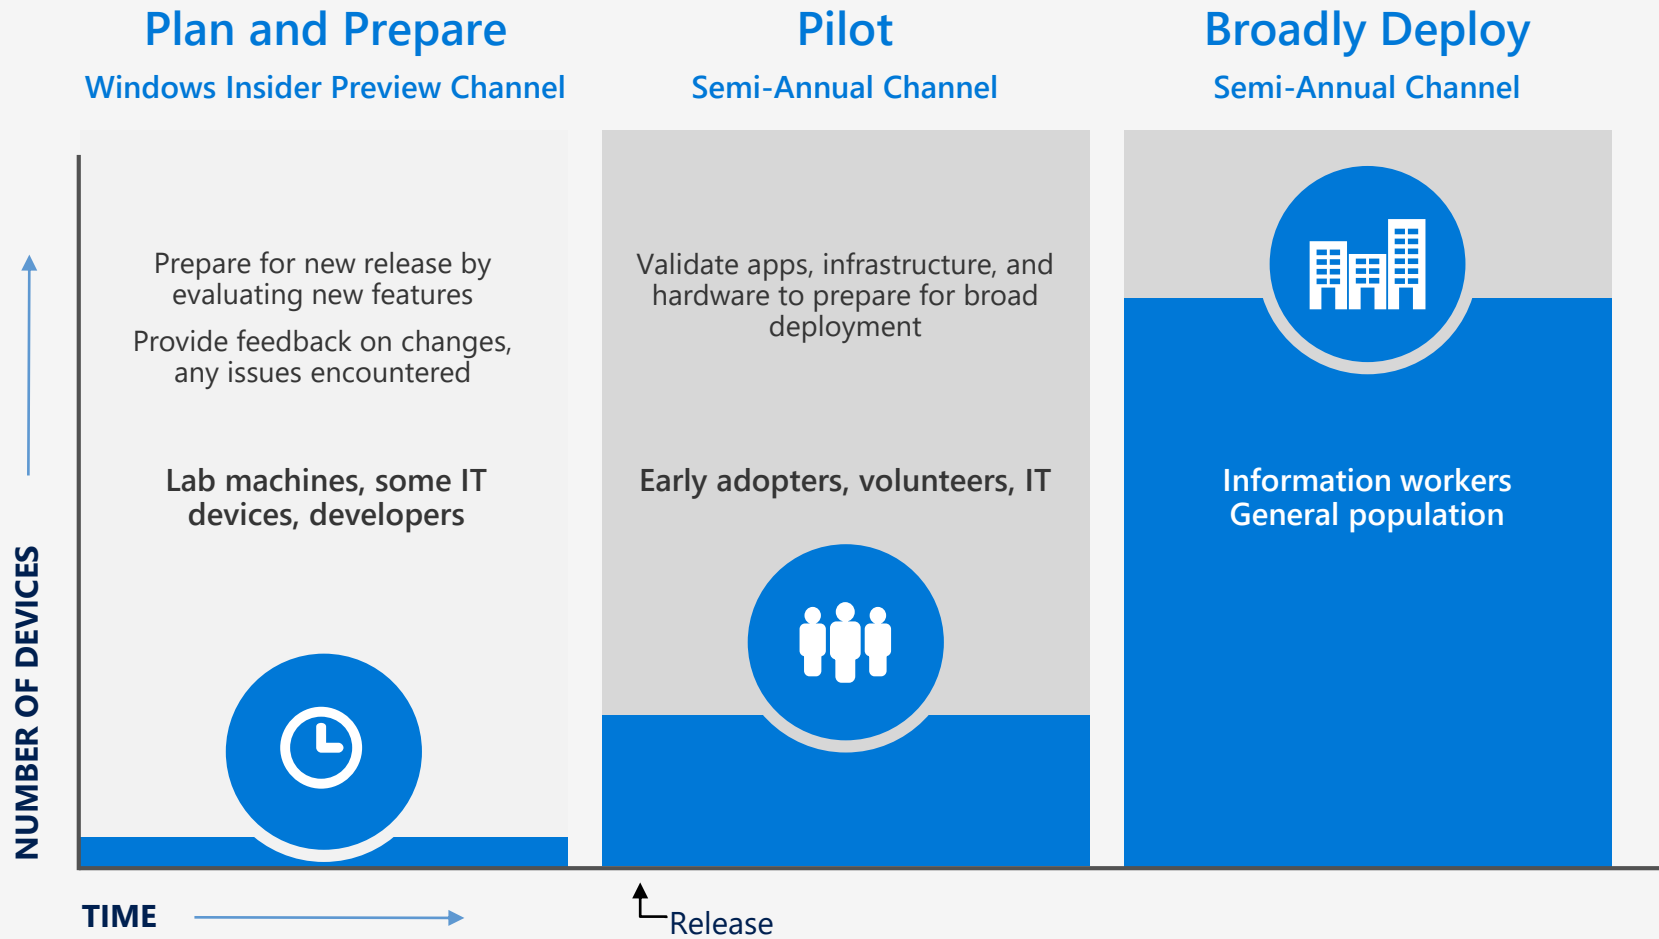 Plan and Prepare
Windows Insider Preview Channel
Pilot
Semi-Annual Channel
Broadly Deploy
Semi-Annual Channel
Prepare for new release by
evaluating new features
Provide feedback on changes,
any issues encountered
Lab machines, some IT
devices, developers
Validate apps, infrastructure, and
hardware to prepare for broad
deployment
Early adopters, volunteers, IT
Information workers
General population
NUMBER OF DEVICES
TIME
Release